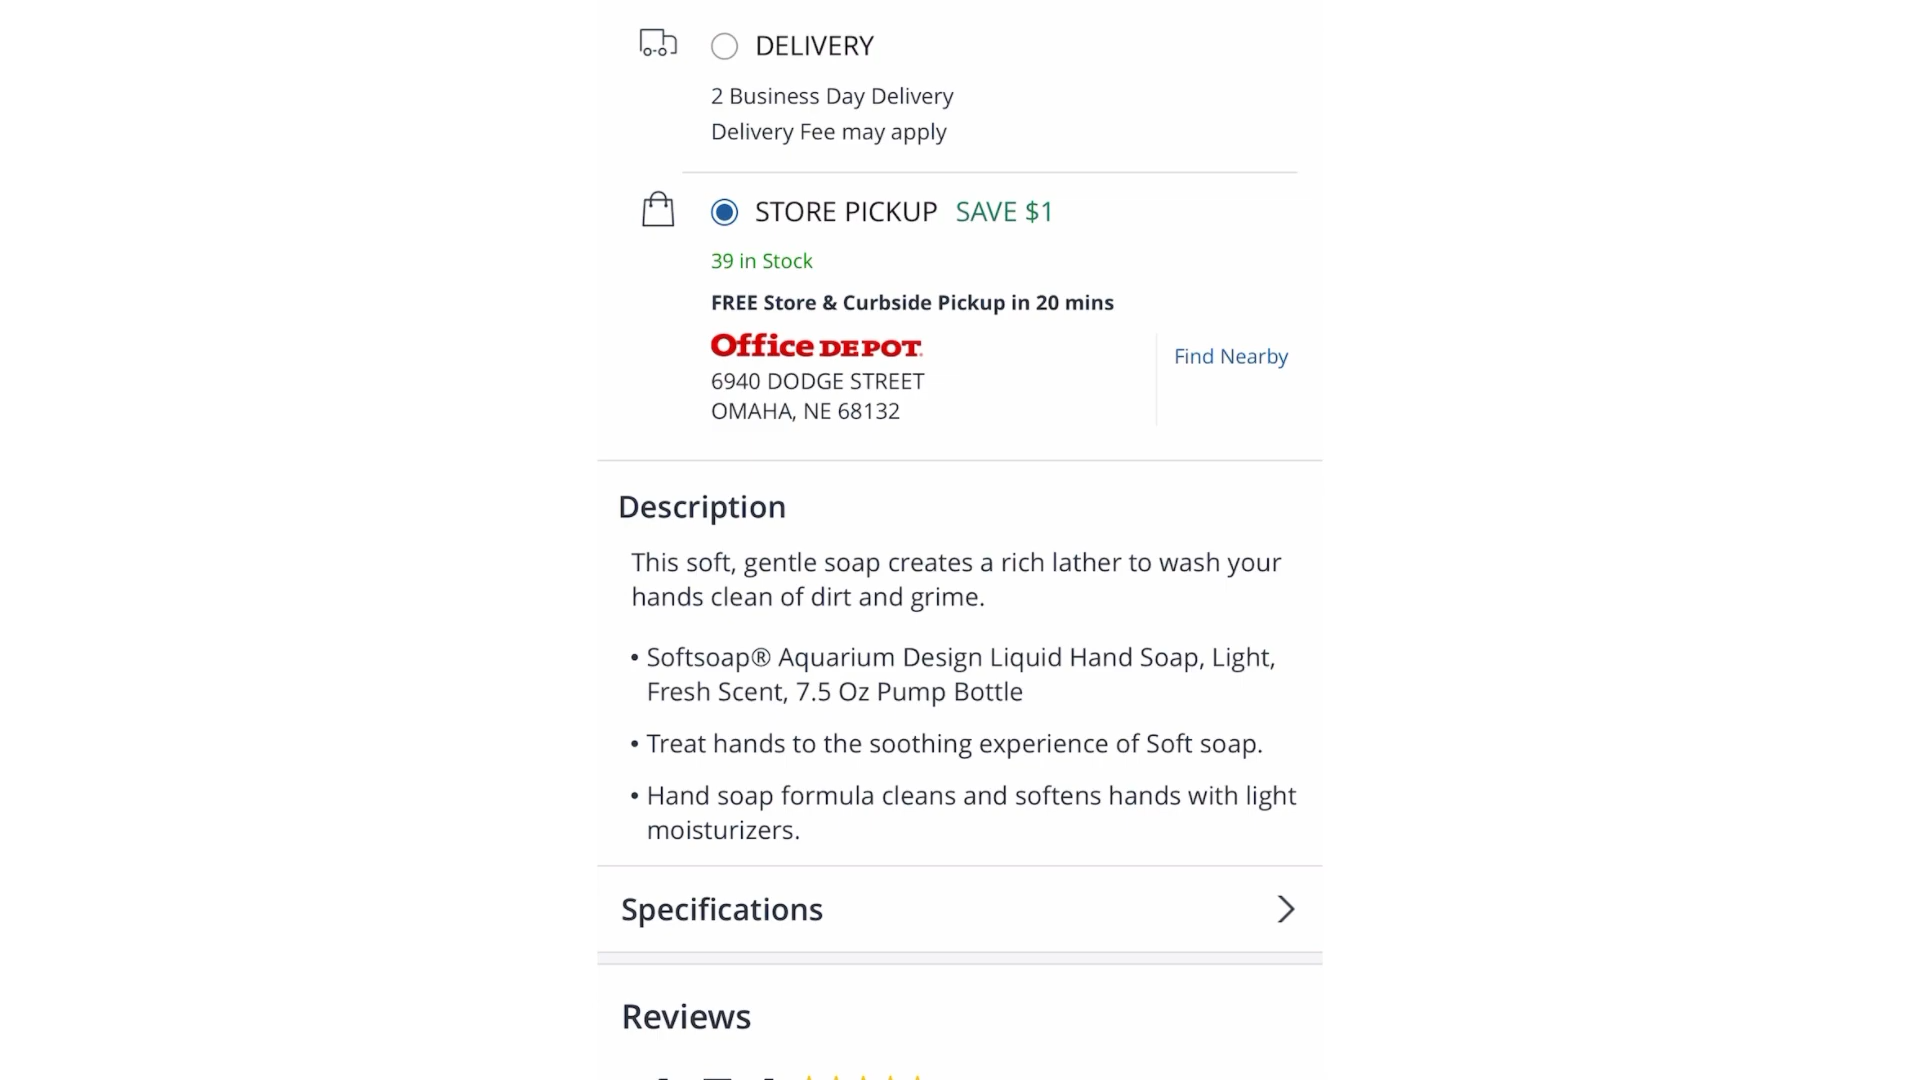 DELIVERY
2 Business Day Delivery
Delivery Fee may apply
STORE PICKUP SAVE $1
39 in Stock
FREE Store & Curbside Pickup in 20 mins
Office DEPOT.
6940 DODGE STREET
OMAHA, NE 68132
Find Nearby
Description
This soft, gentle soap creates a rich lather to wash your
hands clean of dirt and grime.
• Softsoap® Aquarium Design Liquid Hand Soap, Light,
Fresh Scent, 7.5 Oz Pump Bottle
• Treat hands to the soothing experience of Soft soap.
• Hand soap formula cleans and softens hands with light
moisturizers.
Specifications
Reviews